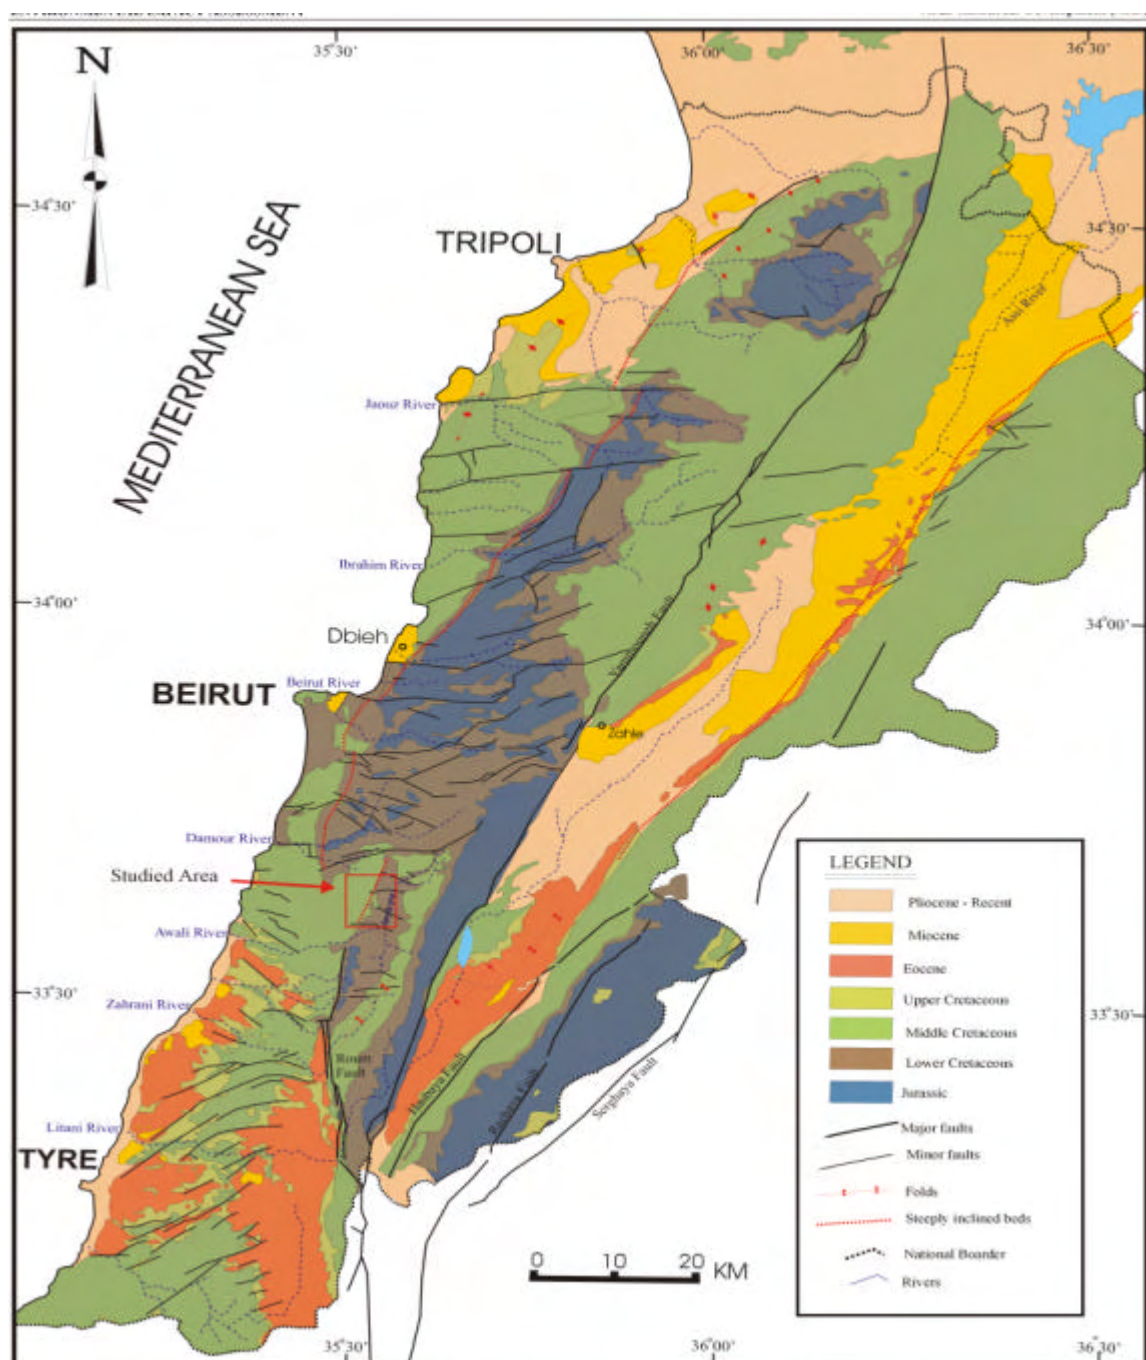 35°30'
36°00'
36°30'
N
34°30'
34°30'
MEDITERRANEAN SEA
TRIPOLI
Assi River
Jaouz River
Ibrahim River
34°00'
34°00'
Dbieh
Yammouneh Fault
Beirut River
BEIRUT
Zahle
Damour River
Studied Area
Awali River
Zahrani River
33°30'
33°30'
Roum
Fault
Hasbaya Fault
Rachaya Fault
Serghaya Fault
Litani River
TYRE
LEGEND
Pliocene - Recent
Miocene
Eocene
Upper Cretaceous
Middle Cretaceous
Lower Cretaceous
Jurassic
Major faults
Minor faults
Folds
Steeply inclined beds
National Boarder
Rivers
0 10 20 KM
35°30'
36°00'
36°30'